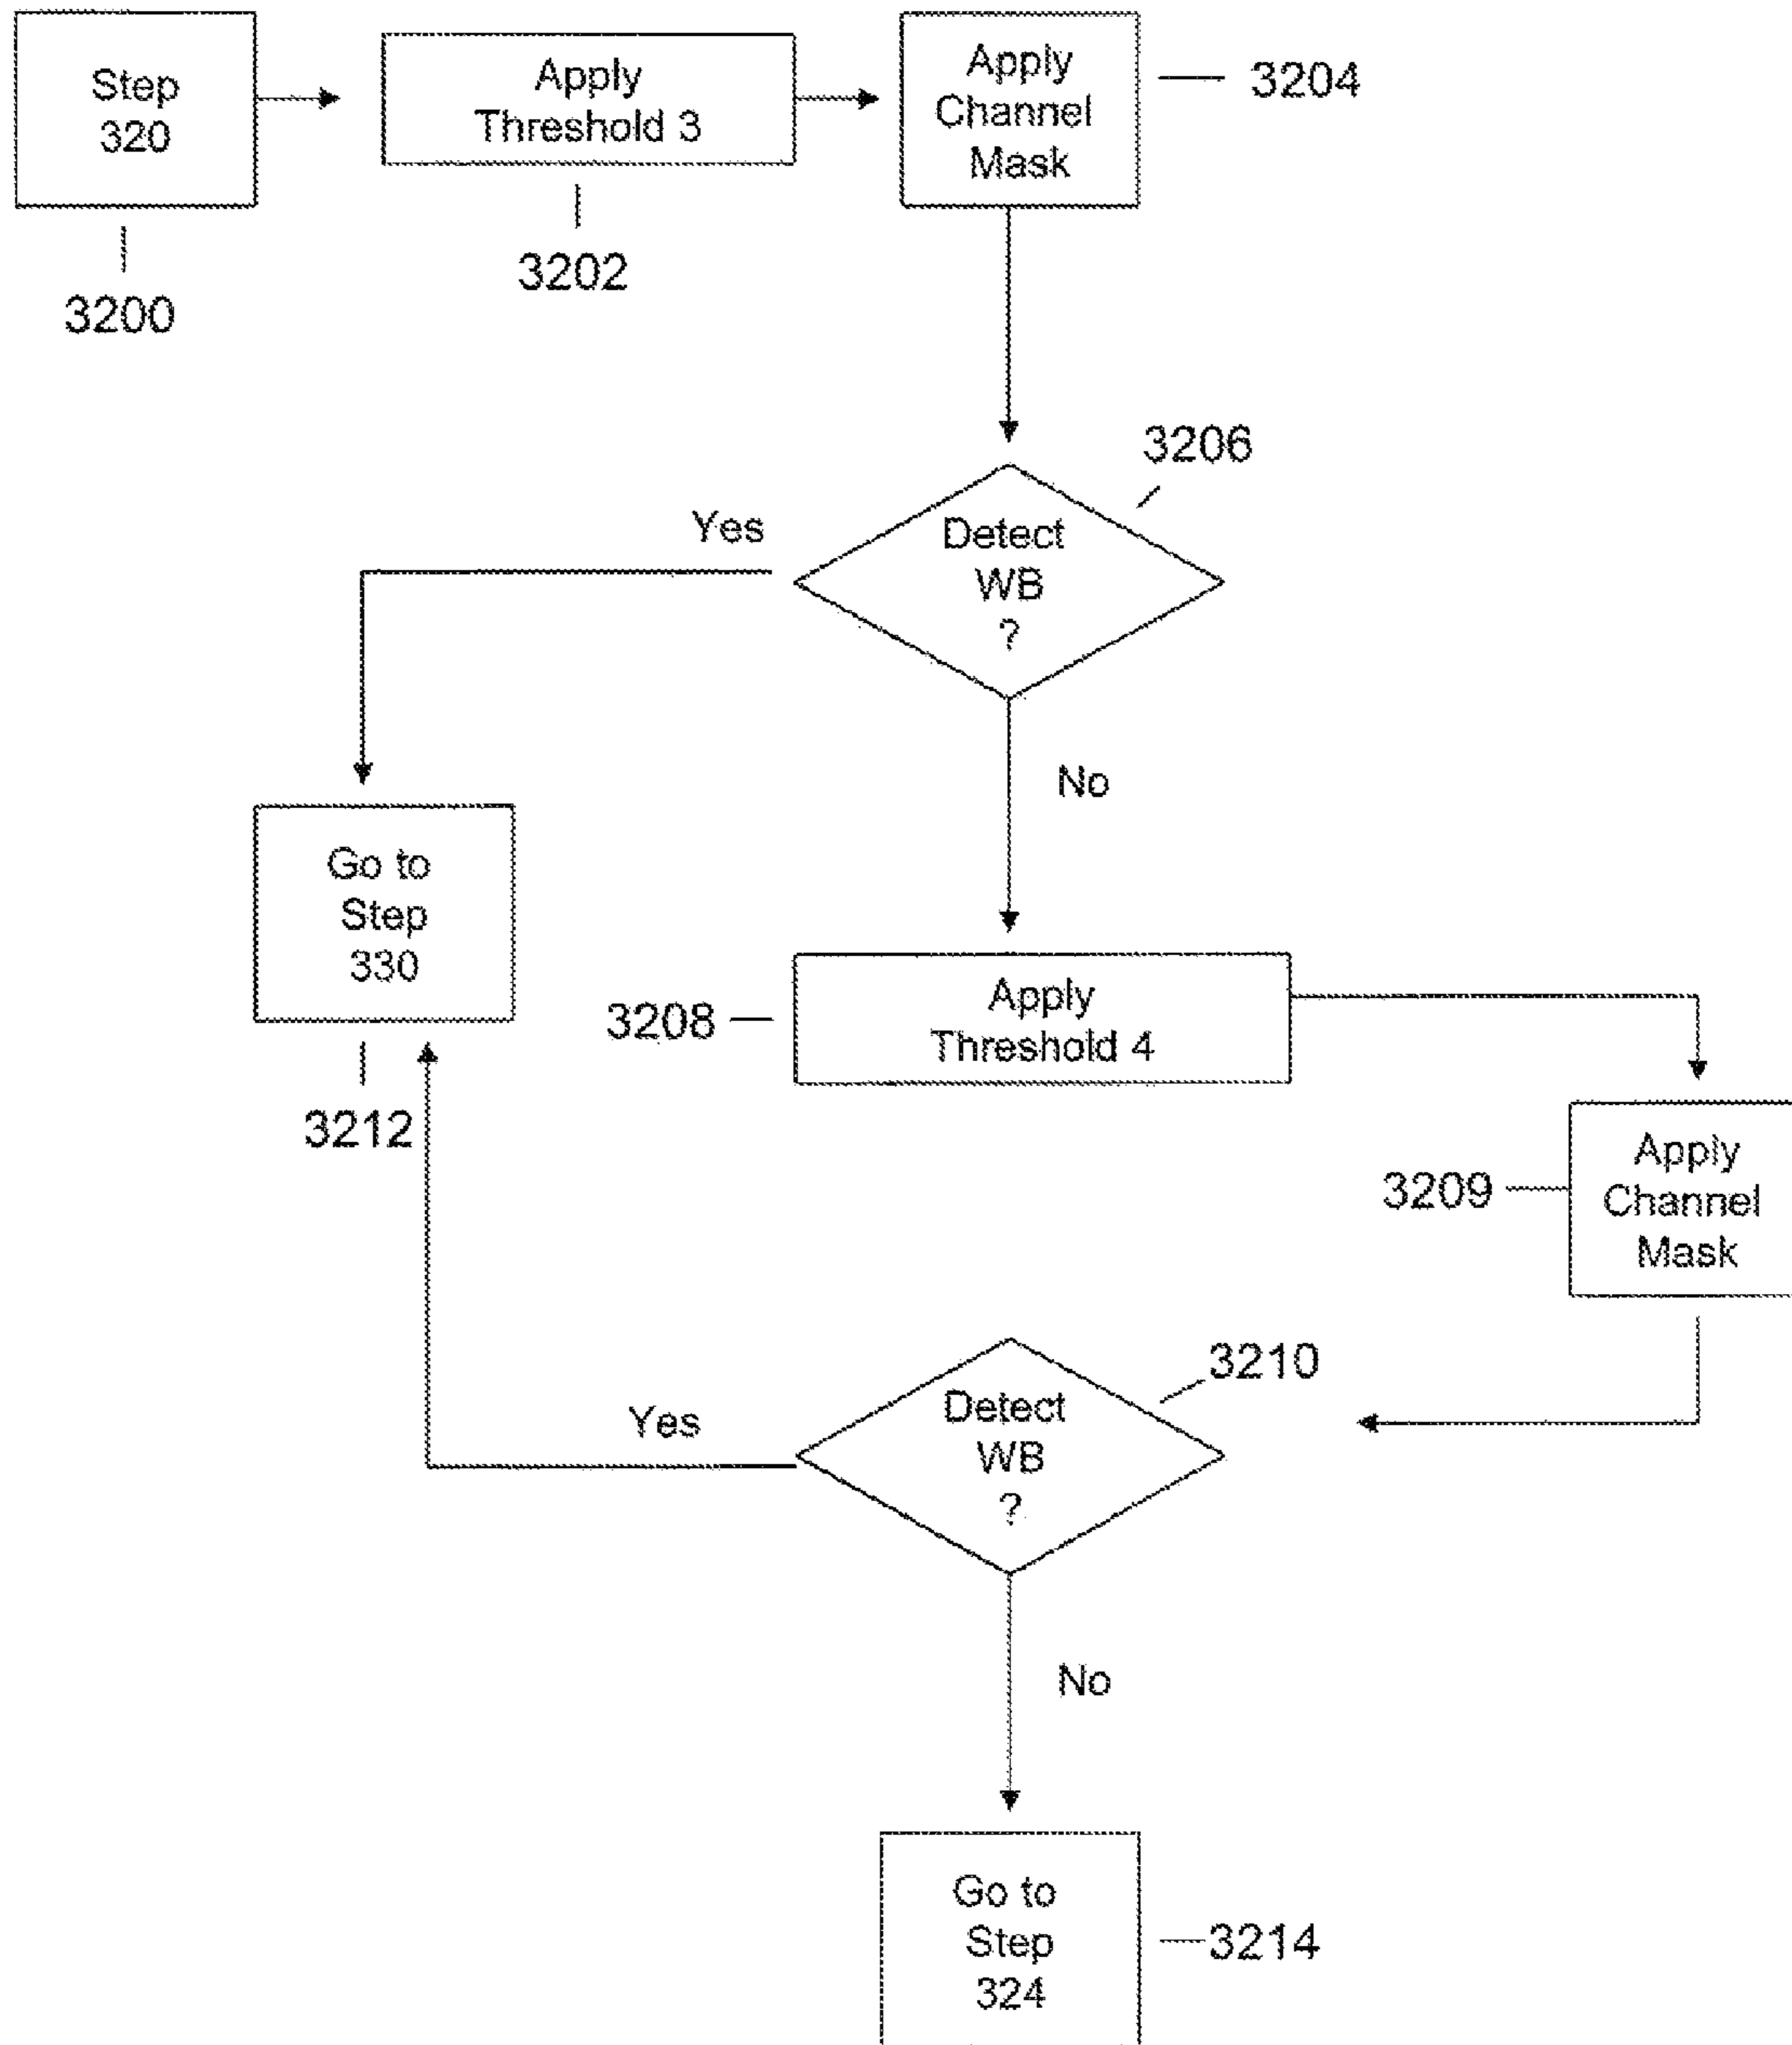 Step
320
3200
Apply
Threshold 3
3202
Apply
Channel
Mask
3204
3206
Detect
WB
?
Yes
No
Go to
Step
330
3212
3208
Apply
Threshold 4
3209
Apply
Channel
Mask
3210
Detect
WB
?
Yes
No
Go to
Step
324
3214